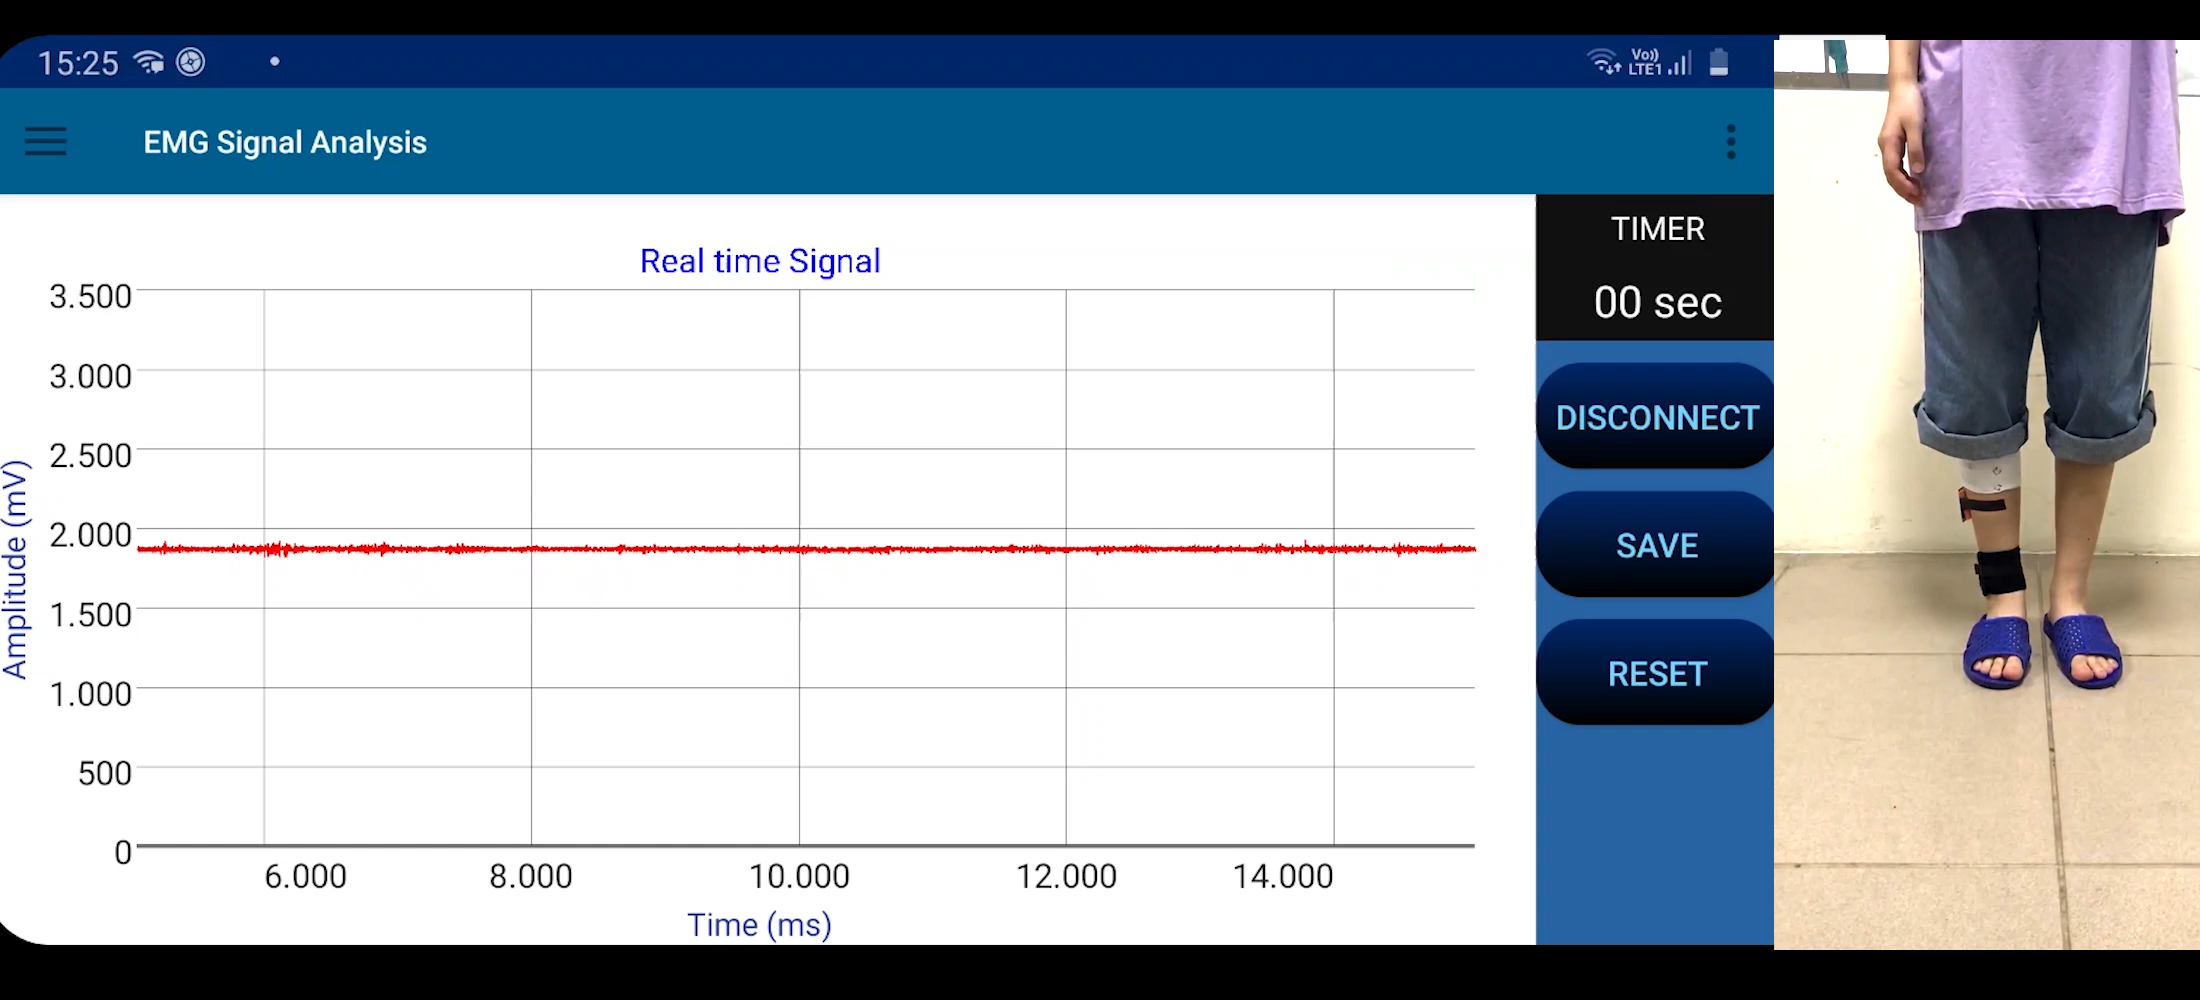 15:25
Vo))
LTE1
EMG Signal Analysis
TIMER
00 sec
Real time Signal
3.500
3.000
2.500
2.000
1.500
1.000
500
0
Amplitude (mV)
6.000 8.000 10.000 12.000 14.000
Time (ms)
DISCONNECT
SAVE
RESET